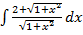 ∫ (2+√(1+x²))/√(1+x²) dx